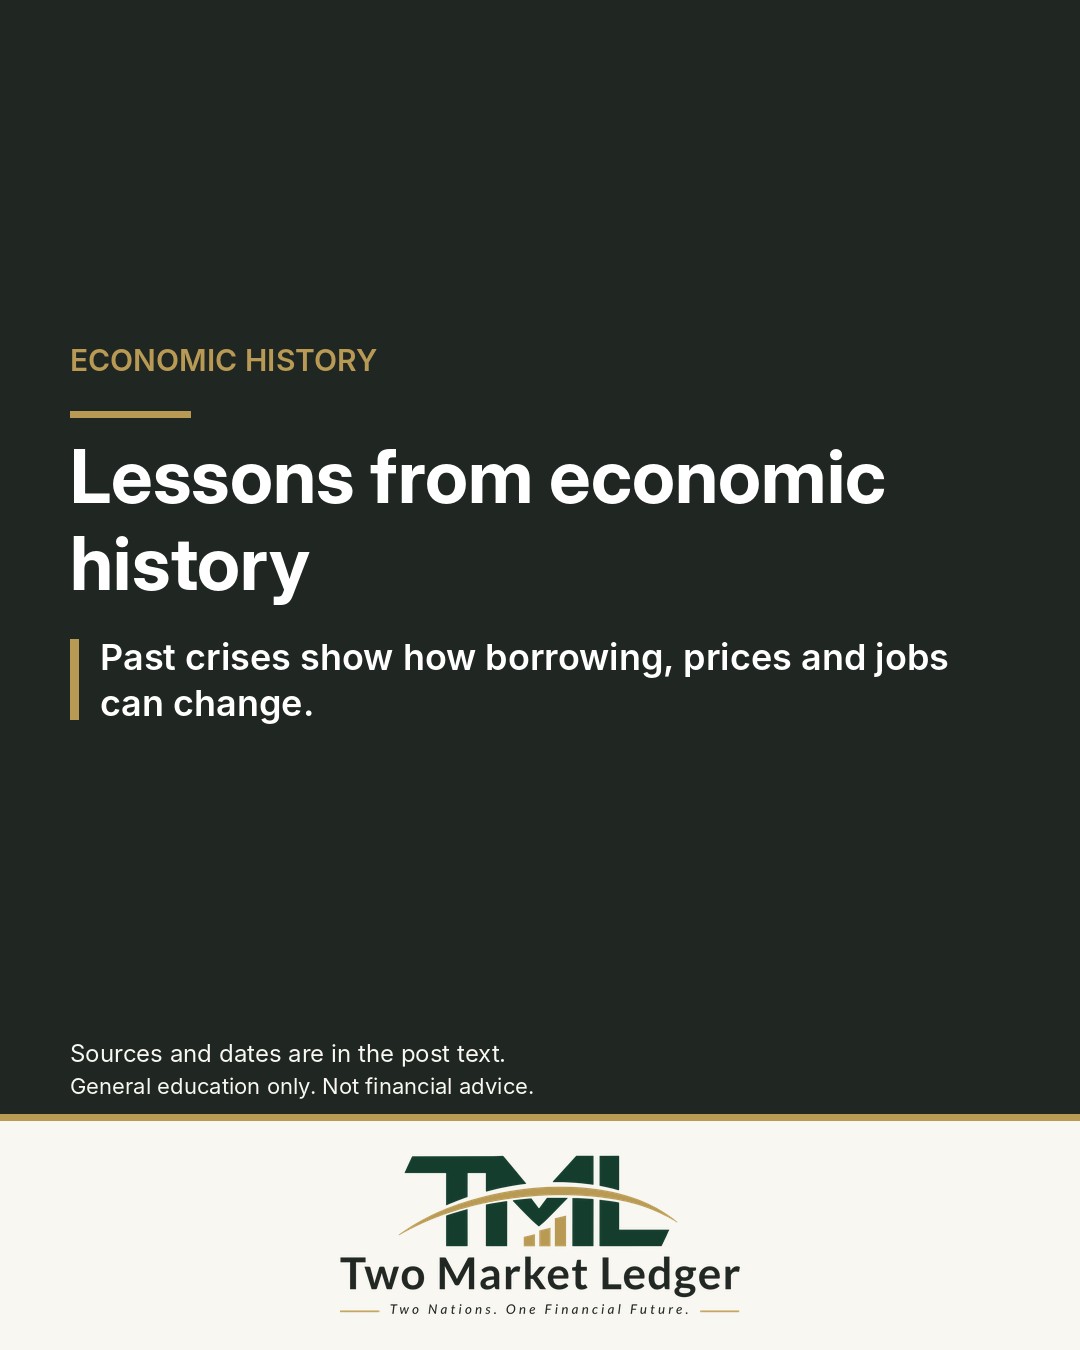 ECONOMIC HISTORY
Lessons from economic
history
Past crises show how borrowing, prices and jobs
can change.
Sources and dates are in the post text.
General education only. Not financial advice.
TML
Two Market Ledger
Two Nations. One Financial Future.